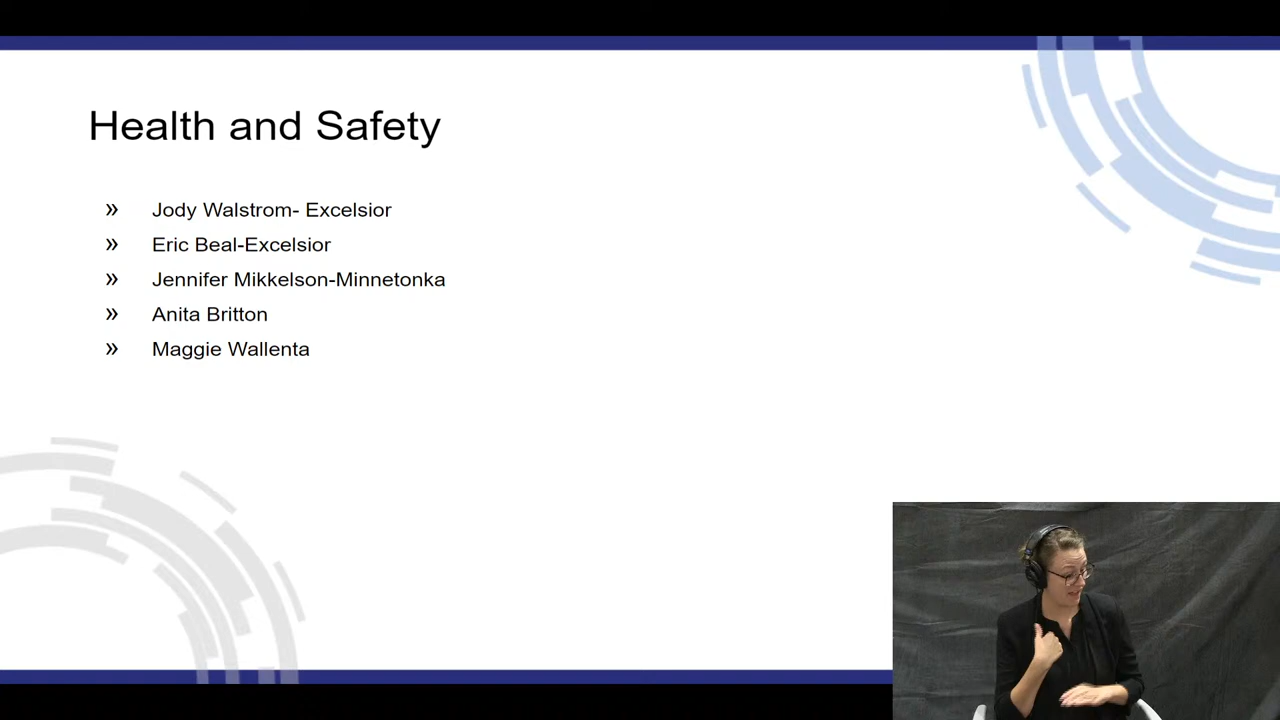 Health and Safety
» Jody Walstrom- Excelsior
» Eric Beal-Excelsior
» Jennifer Mikkelson-Minnetonka
» Anita Britton
» Maggie Wallenta